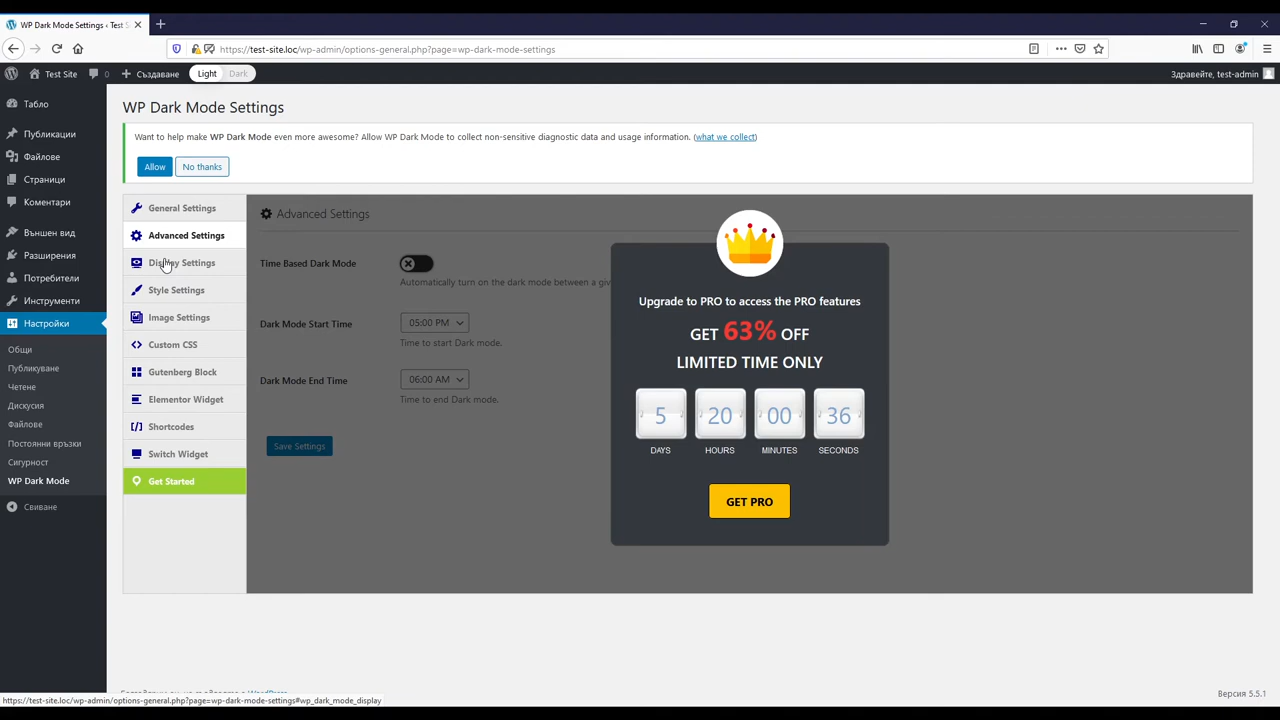 WP Dark Mode Settings ‹ Test S
https://test-site.loc/wp-admin/options-general.php?page=wp-dark-mode-settings
Test Site
0
Създаване
Light
Dark
Здравейте, test-admin
Табло
Публикации
Файлове
Страници
Коментари
Външен вид
Разширения
Потребители
Инструменти
Настройки
Общи
Публикуване
Четене
Дискусия
Файлове
Постоянни връзки
Сигурност
WP Dark Mode
Свиване
WP Dark Mode Settings
Want to help make WP Dark Mode even more awesome? Allow WP Dark Mode to collect non-sensitive diagnostic data and usage information. (what we collect)
Allow
No thanks
General Settings
Advanced Settings
Display Settings
Style Settings
Image Settings
Custom CSS
Gutenberg Block
Elementor Widget
Shortcodes
Switch Widget
Get Started
Advanced Settings
Time Based Dark Mode
Automatically turn on the dark mode between a giv
Dark Mode Start Time
05:00 PM
Time to start Dark mode.
Dark Mode End Time
06:00 AM
Time to end Dark mode.
Save Settings
Upgrade to PRO to access the PRO features
GET 63% OFF
LIMITED TIME ONLY
5
20
00
36
DAYS
HOURS
MINUTES
SECONDS
GET PRO
Версия 5.5.1
https://test-site.loc/wp-admin/options-general.php?page=wp-dark-mode-settings#wp_dark_mode_display